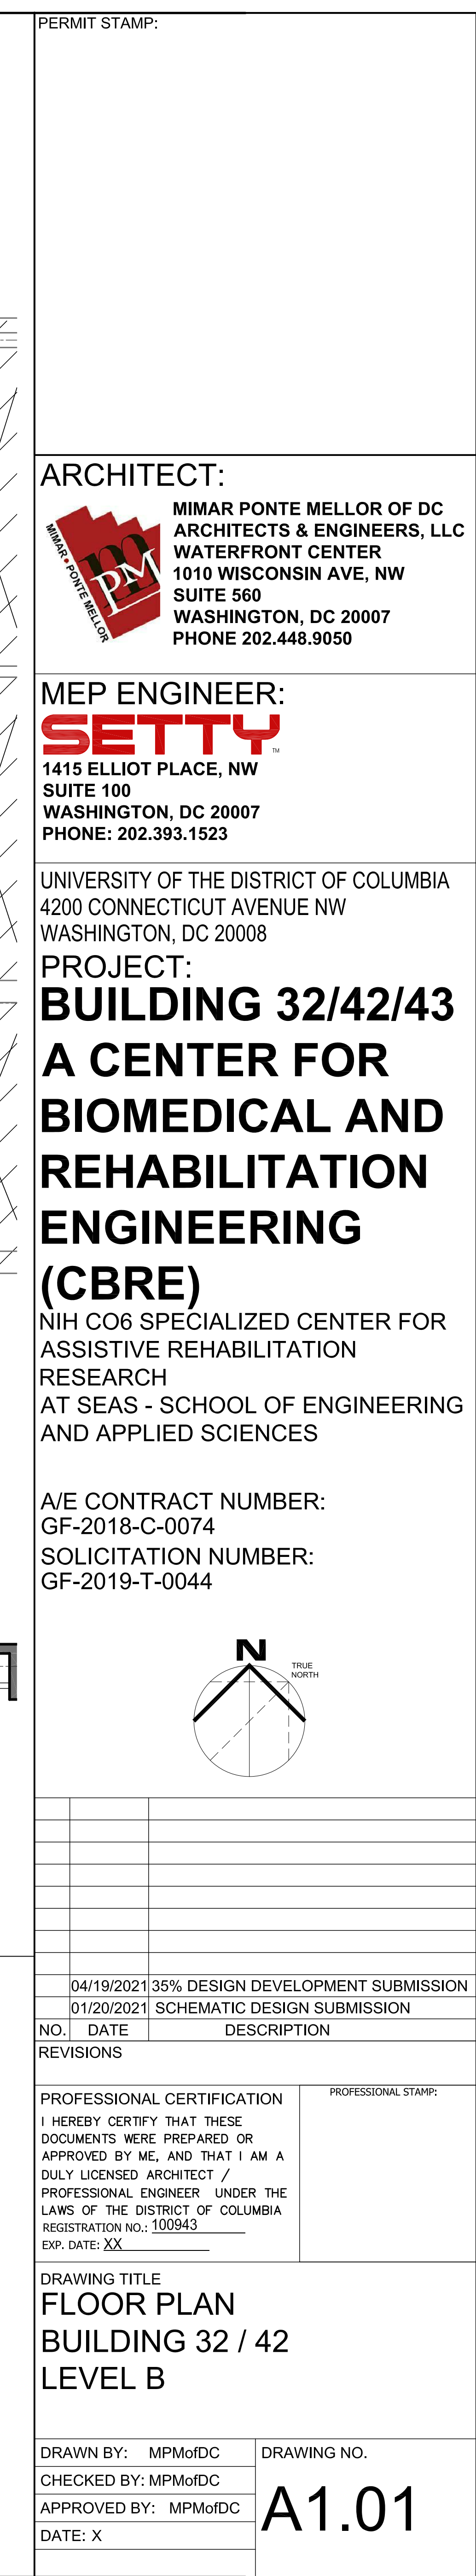 PERMIT STAMP:
ARCHITECT:
MIMAR • PONTE MELLOR
mPM
MIMAR PONTE MELLOR OF DC
ARCHITECTS & ENGINEERS, LLC
WATERFRONT CENTER
1010 WISCONSIN AVE, NW
SUITE 560
WASHINGTON, DC 20007
PHONE 202.448.9050
MEP ENGINEER:
SETTY TM
1415 ELLIOT PLACE, NW
SUITE 100
WASHINGTON, DC 20007
PHONE: 202.393.1523
UNIVERSITY OF THE DISTRICT OF COLUMBIA
4200 CONNECTICUT AVENUE NW
WASHINGTON, DC 20008
PROJECT:
BUILDING 32/42/43
A CENTER FOR
BIOMEDICAL AND
REHABILITATION
ENGINEERING
(CBRE)
NIH CO6 SPECIALIZED CENTER FOR
ASSISTIVE REHABILITATION
RESEARCH
AT SEAS - SCHOOL OF ENGINEERING
AND APPLIED SCIENCES
A/E CONTRACT NUMBER:
GF-2018-C-0074
SOLICITATION NUMBER:
GF-2019-T-0044
N
TRUE
NORTH
04/19/2021 35% DESIGN DEVELOPMENT SUBMISSION
01/20/2021 SCHEMATIC DESIGN SUBMISSION
NO. DATE DESCRIPTION
REVISIONS
PROFESSIONAL CERTIFICATION
I HEREBY CERTIFY THAT THESE
DOCUMENTS WERE PREPARED OR
APPROVED BY ME, AND THAT I AM A
DULY LICENSED ARCHITECT /
PROFESSIONAL ENGINEER UNDER THE
LAWS OF THE DISTRICT OF COLUMBIA
REGISTRATION NO.: 100943
EXP. DATE: XX
PROFESSIONAL STAMP:
DRAWING TITLE
FLOOR PLAN
BUILDING 32 / 42
LEVEL B
DRAWN BY: MPMofDC
CHECKED BY: MPMofDC
APPROVED BY: MPMofDC
DATE: X
DRAWING NO.
A1.01